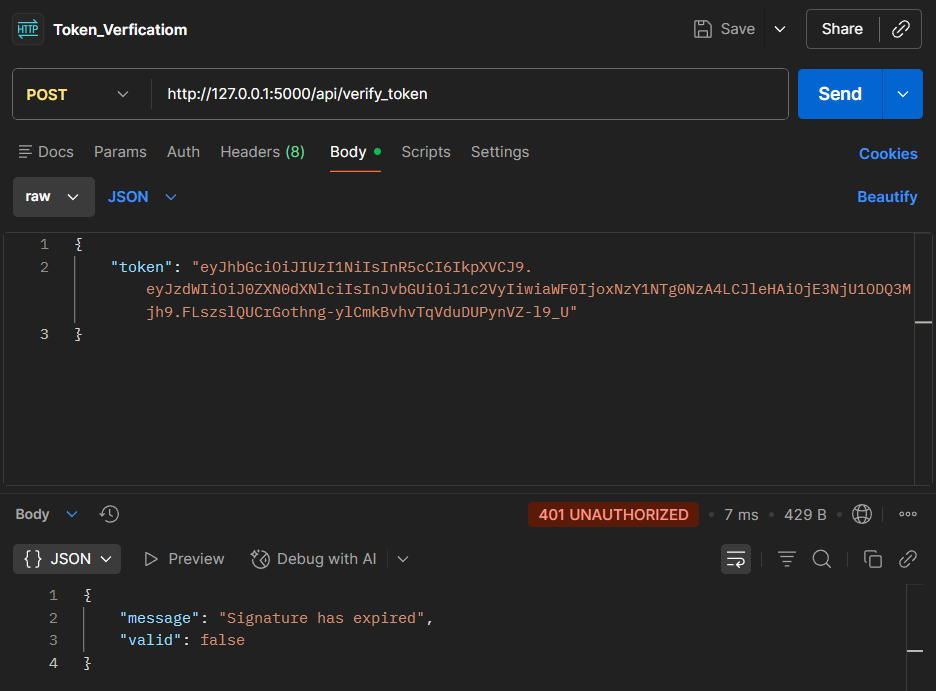 HTTP Token_Verficatiom Save Share
POST http://127.0.0.1:5000/api/verify_token Send
Docs Params Auth Headers (8) Body Scripts Settings Cookies
raw JSON Beautify
1 {
2 "token": "eyJhbGciOiJIUzI1NiIsInR5cCI6IkpXVCJ9.
eyJzdWIiOiJ0ZXN0dXNlciIsInJvbGUiOiJ1c2VyIiwiaWF0IjoxNzY1NTg0NzA4LCJleHAiOjE3NjU1ODQ3M
jh9.FLszslQUCrGothng-ylCmkBvhvTqVduDUPynVZ-l9_U"
3 }
Body 401 UNAUTHORIZED • 7 ms • 429 B
{} JSON Preview Debug with AI
1 {
2 "message": "Signature has expired",
3 "valid": false
4 }